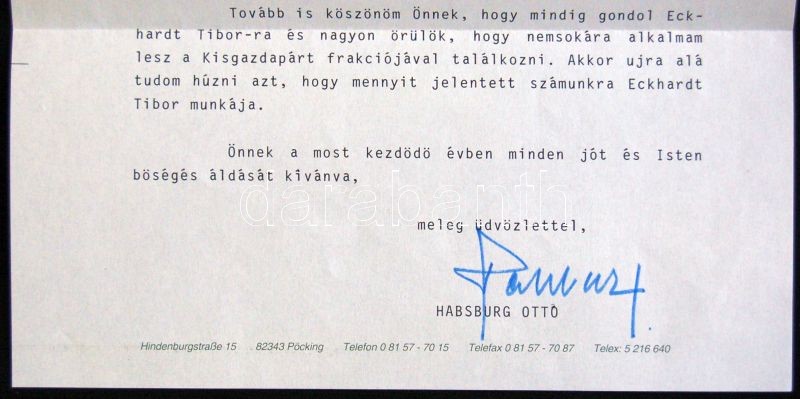 Tovább is köszönöm Önnek, hogy mindig gondol Eck-
hardt Tibor-ra és nagyon örülök, hogy nemsokára alkalmam
lesz a Kisgazdapárt frakciójával találkozni. Akkor ujra alá
tudom húzni azt, hogy mennyit jelentett számunkra Eckhardt
Tibor munkája.
Önnek a most kezdödö évben minden jót és Isten
böségés áldását kivánva,
darabanth
meleg üdvözlettel,
HABSBURG OTTÓ
Hindenburgstraße 15 82343 Pöcking Telefon 0 81 57 - 70 15 Telefax 0 81 57 - 70 87 Telex: 5 216 640